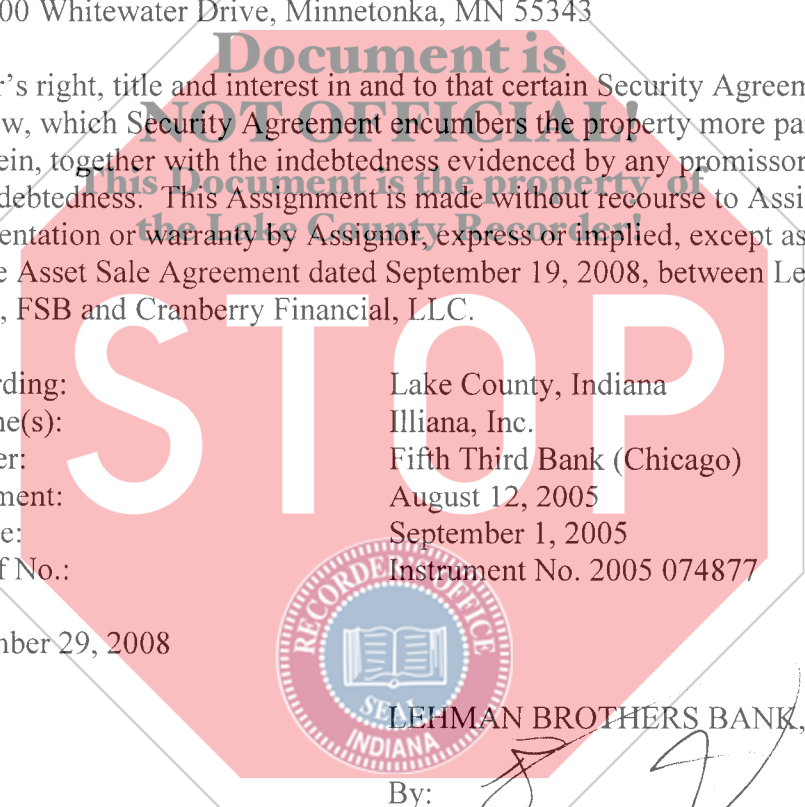 00 Whitewater Drive, Minnetonka, MN 55343
Document is
r's right, title and interest in and to that certain Security Agreem
NOT OFFICIAL!
w, which Security Agreement encumbers the property more pa
ein, together with the indebtedness evidenced by any promissor
This Document is the property of
debtedness. This Assignment is made without recourse to Assi
the Lake County Recorder!
entation or warranty by Assignor, express or implied, except as
e Asset Sale Agreement dated September 19, 2008, between Le
, FSB and Cranberry Financial, LLC.
STOP
rding: Lake County, Indiana
ne(s): Illiana, Inc.
er: Fifth Third Bank (Chicago)
ment: August 12, 2005
e: September 1, 2005
f No.: Instrument No. 2005 074877
RECORDER'S OFFICE
mber 29, 2008
SEAL
LEHMAN BROTHERS BANK,
INDIANA
By: